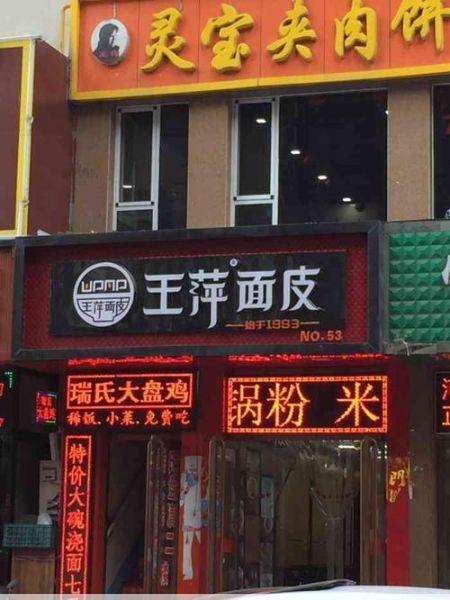 灵宝夹肉饼
WPMP
王萍面皮
王萍面皮
始于1993
NO.53
瑞氏大盘鸡
稀饭.小菜.免费吃
锅粉 米
特价大碗浇面七